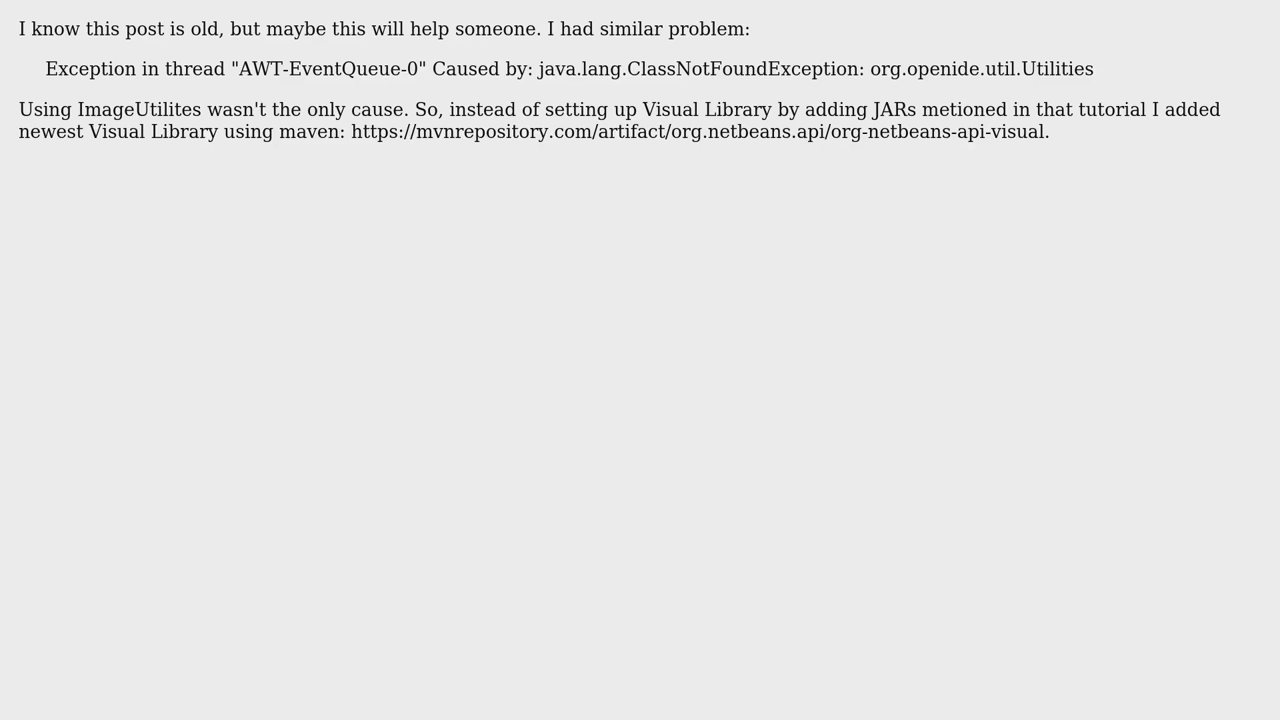 I know this post is old, but maybe this will help someone. I had similar problem:
Exception in thread "AWT-EventQueue-0" Caused by: java.lang.ClassNotFoundException: org.openide.util.Utilities
Using ImageUtilites wasn't the only cause. So, instead of setting up Visual Library by adding JARs metioned in that tutorial I added
newest Visual Library using maven: https://mvnrepository.com/artifact/org.netbeans.api/org-netbeans-api-visual.